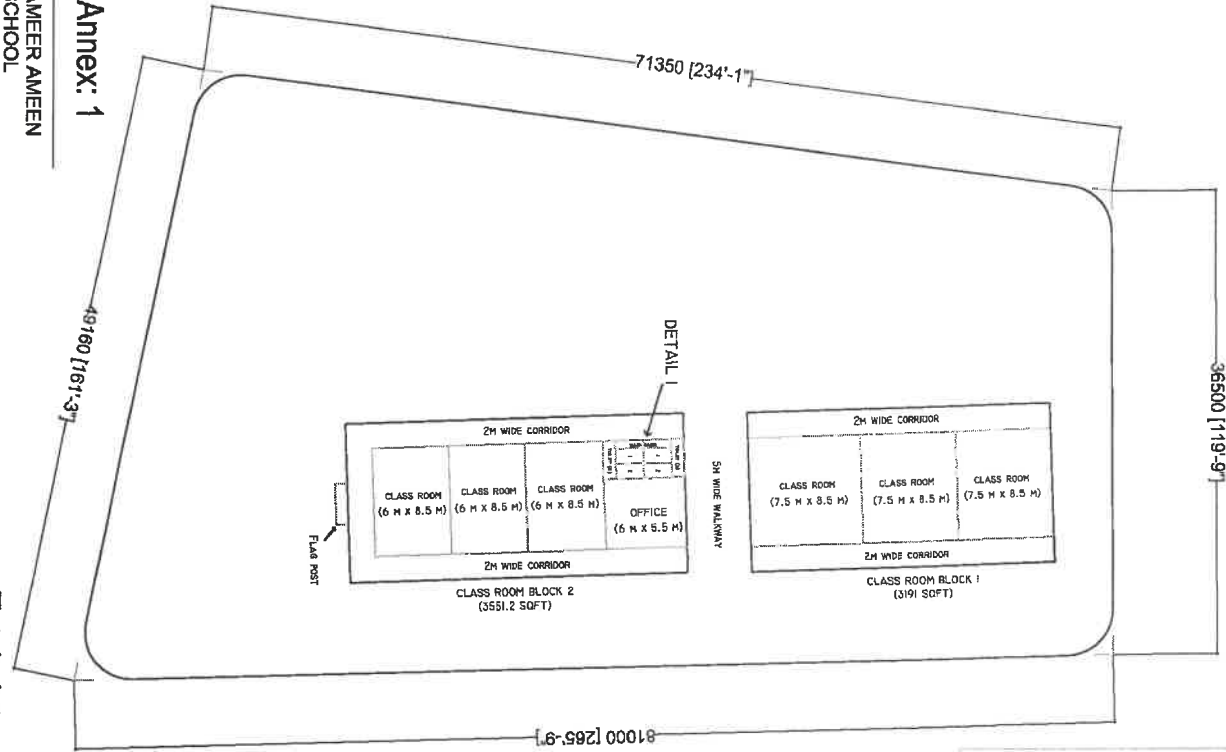 Annex: 1
AMEER AMEEN
SCHOOL
71350 [234'-1"]
36500 [119'-9"]
49160 [161'-3"]
81000 [265'-9"]
DETAIL 1
2M WIDE CORRIDOR
CLASS ROOM
(6 M X 8.5 M)
CLASS ROOM
(6 M X 8.5 M)
CLASS ROOM
(6 M X 8.5 M)
OFFICE
(6 M X 5.5 M)
2M WIDE CORRIDOR
CLASS ROOM BLOCK 2
(3551.2 SQFT)
FLAG POST
5M WIDE WALKWAY
2M WIDE CORRIDOR
CLASS ROOM
(7.5 M X 8.5 M)
CLASS ROOM
(7.5 M X 8.5 M)
CLASS ROOM
(7.5 M X 8.5 M)
2M WIDE CORRIDOR
CLASS ROOM BLOCK 1
(3191 SQFT)